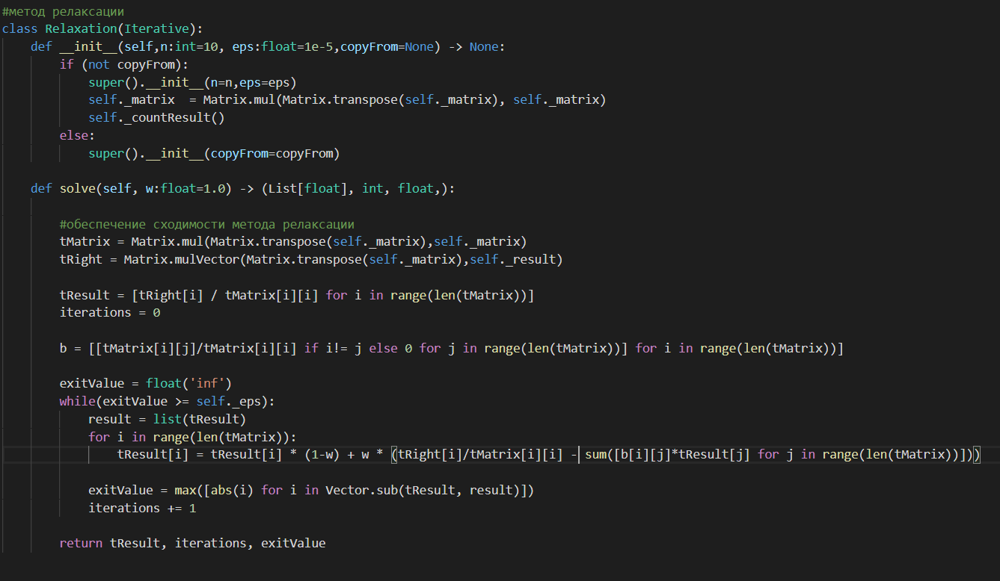 #метод релаксации
class Relaxation(Iterative):
    def __init__(self,n:int=10, eps:float=1e-5,copyFrom=None) -> None:
        if (not copyFrom):
            super().__init__(n=n,eps=eps)
            self._matrix  = Matrix.mul(Matrix.transpose(self._matrix), self._matrix)
            self._countResult()
        else:
            super().__init__(copyFrom=copyFrom)
    def solve(self, w:float=1.0) -> (List[float], int, float,):
        #обеспечение сходимости метода релаксации
        tMatrix = Matrix.mul(Matrix.transpose(self._matrix),self._matrix)
        tRight = Matrix.mulVector(Matrix.transpose(self._matrix),self._result)
        tResult = [tRight[i] / tMatrix[i][i] for i in range(len(tMatrix))]
        iterations = 0
        b = [[tMatrix[i][j]/tMatrix[i][i] if i!= j else 0 for j in range(len(tMatrix))] for i in range(len(tMatrix))]
        exitValue = float('inf')
        while(exitValue >= self._eps):
            result = list(tResult)
            for i in range(len(tMatrix)):
                tResult[i] = tResult[i] * (1-w) + w * (tRight[i]/tMatrix[i][i] - sum([b[i][j]*tResult[j] for j in range(len(tMatrix))]))
            exitValue = max([abs(i) for i in Vector.sub(tResult, result)])
            iterations += 1
        return tResult, iterations, exitValue